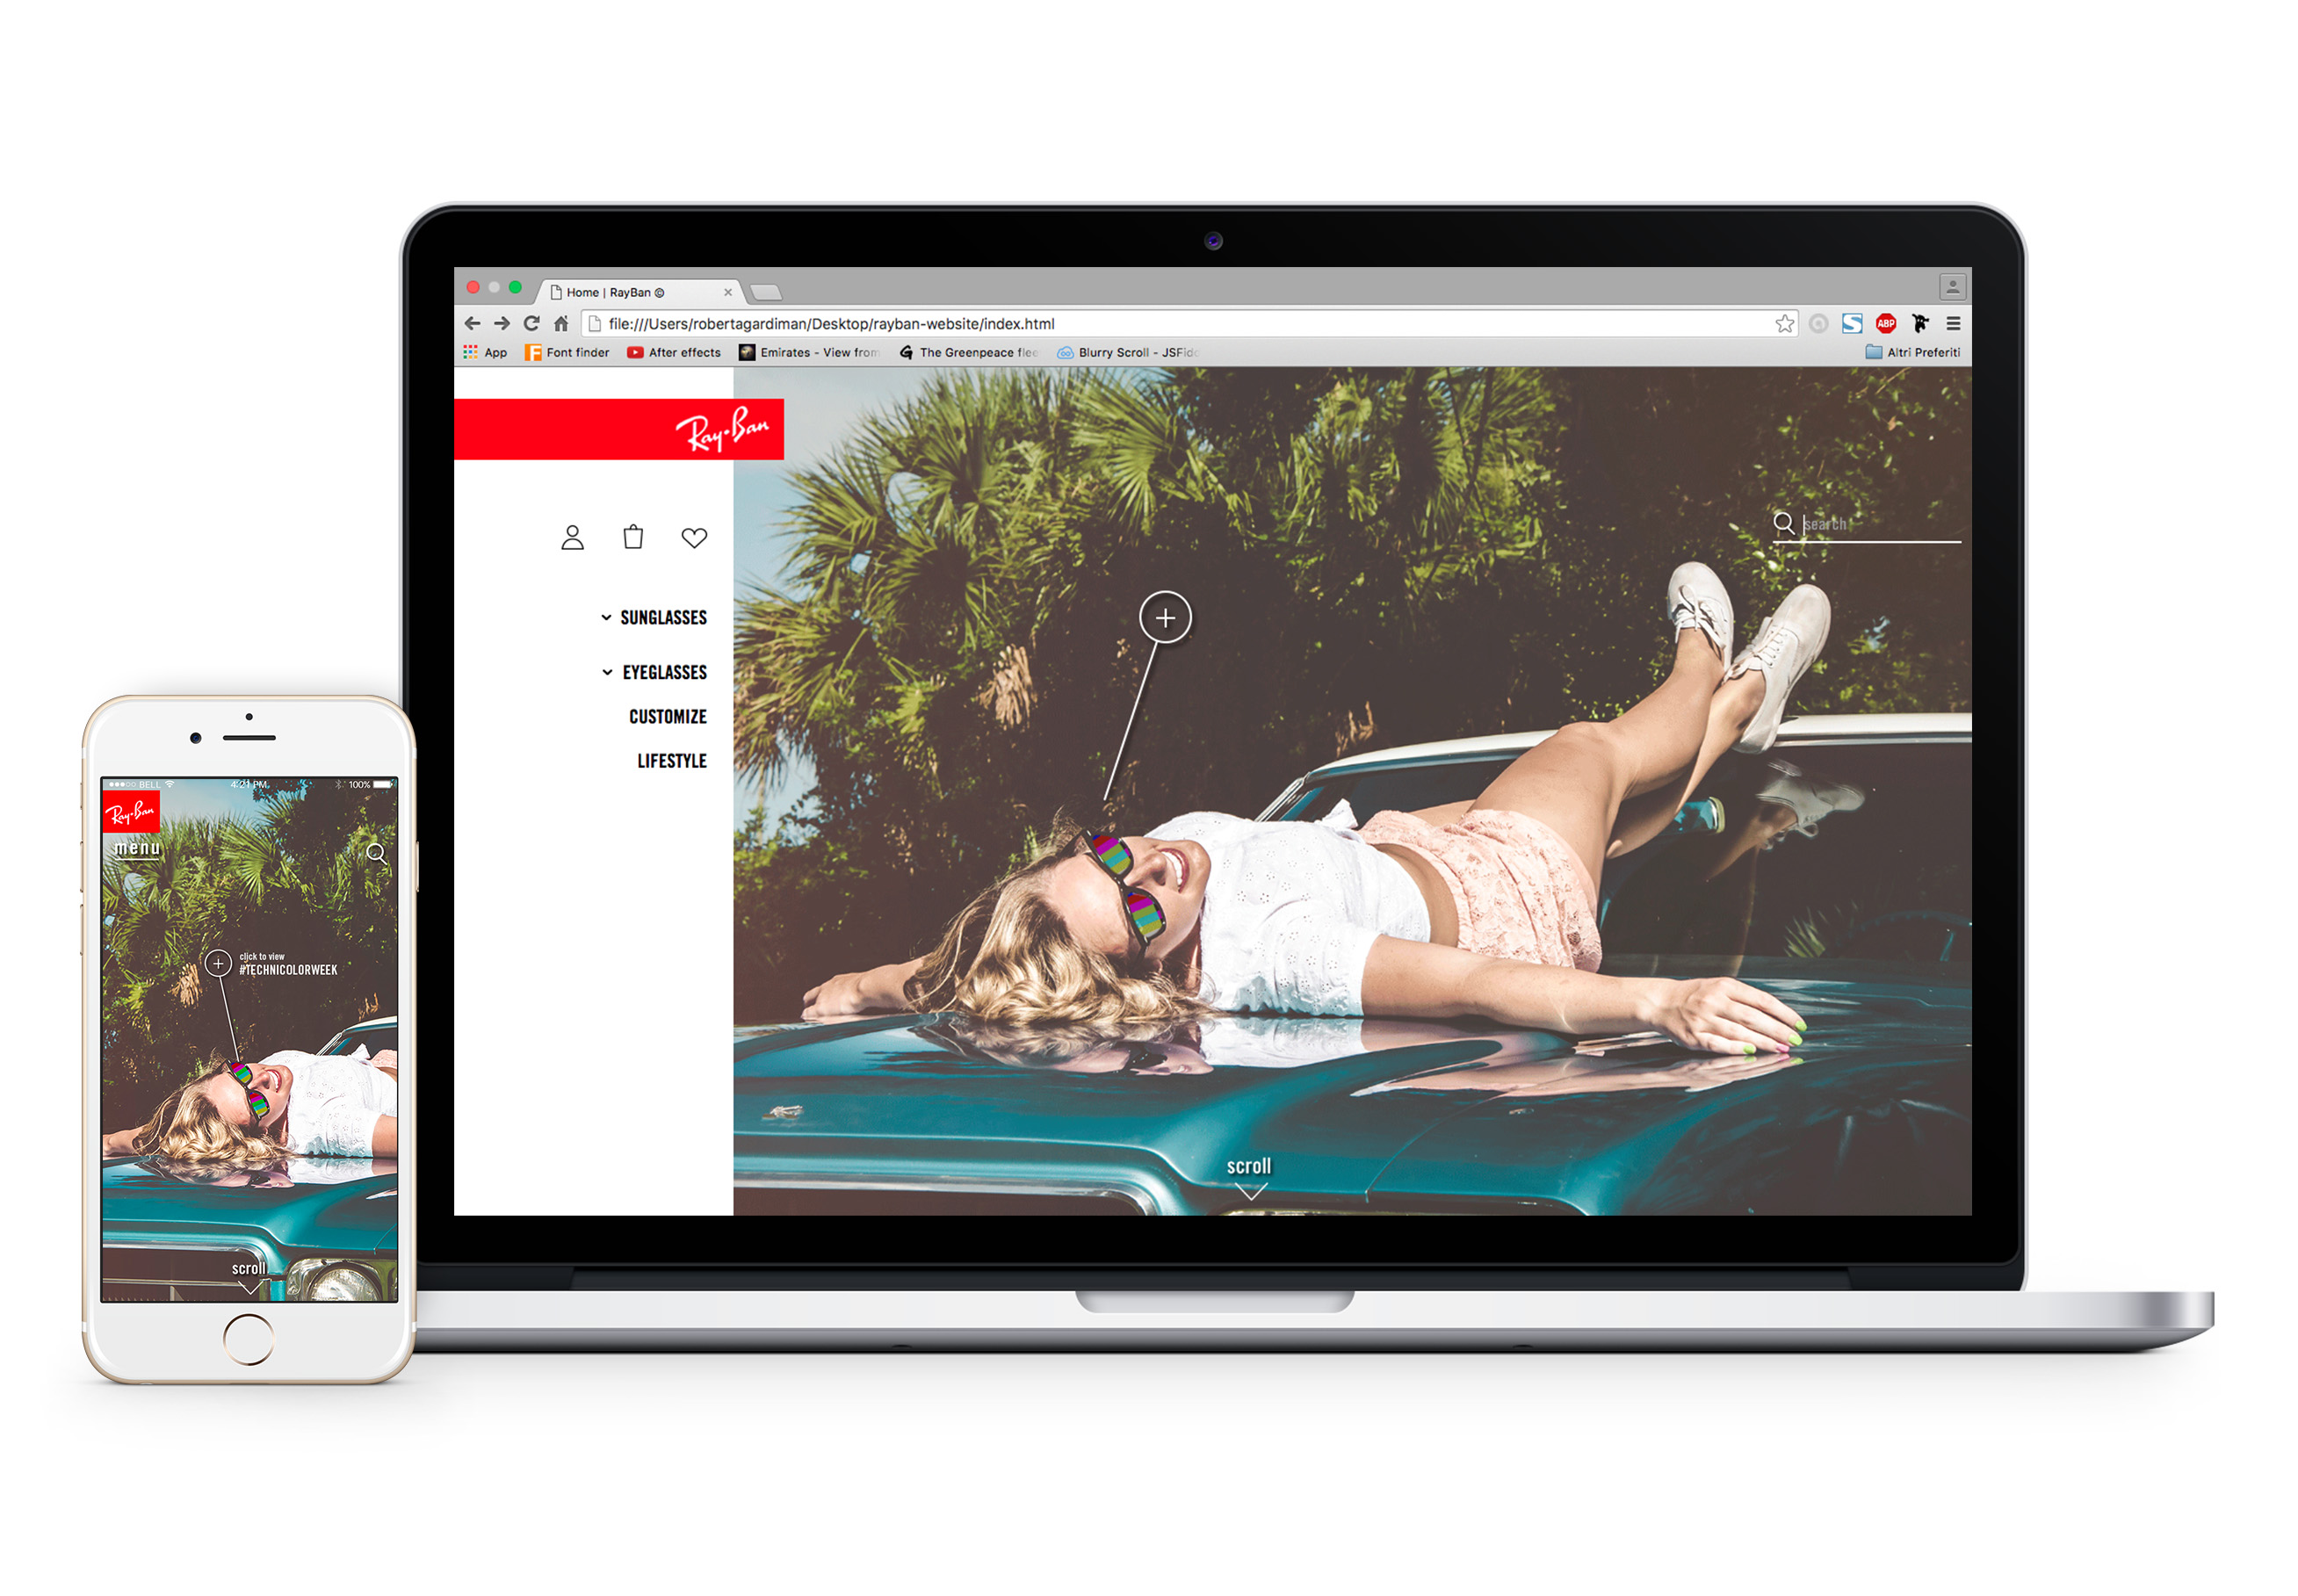 Home | RayBan ©
file:///Users/robertagardiman/Desktop/rayban-website/index.html
ABP
App
Font finder
After effects
Emirates - View from
The Greenpeace flee
Blurry Scroll - JSFid
Altri Preferiti
Ray-Ban
search
SUNGLASSES
EYEGLASSES
CUSTOMIZE
LIFESTYLE
scroll
BELL 4:21 PM 100%
Ray-Ban
menu
click to view
#TECHNICOLORWEEK
scroll